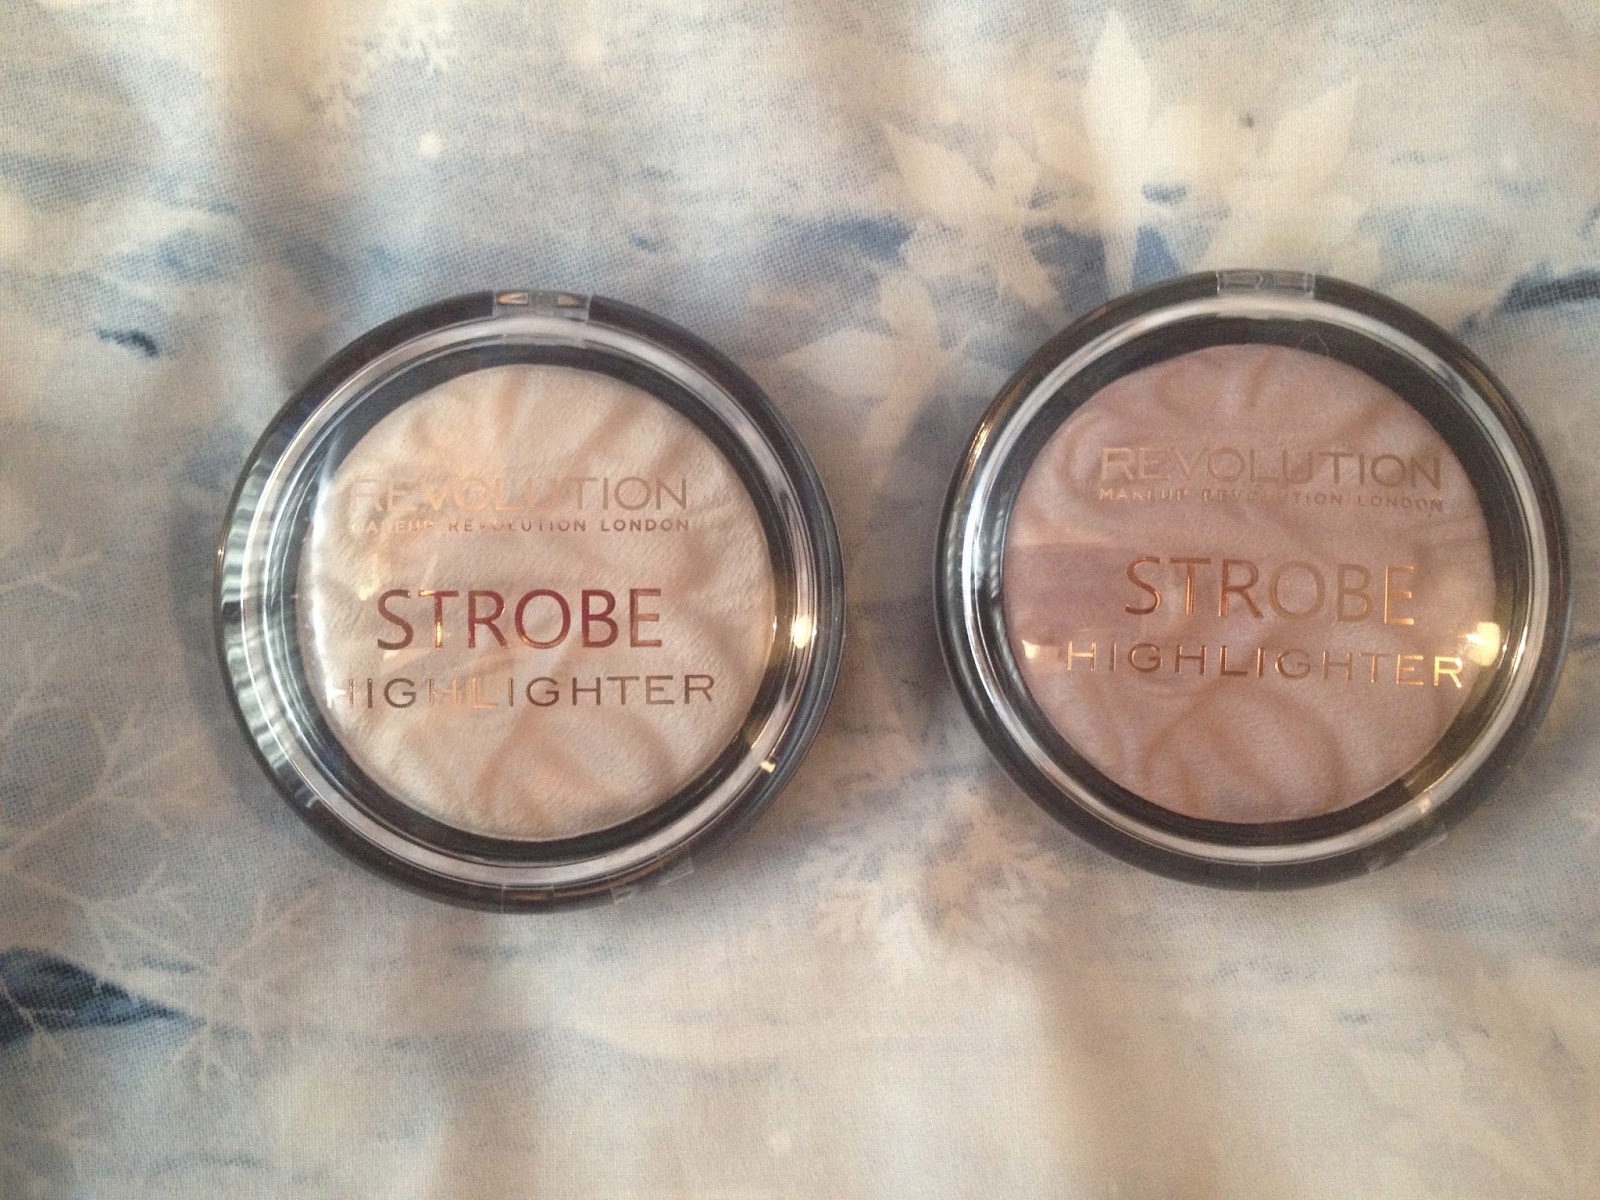 REVOLUTION
MAKEUP REVOLUTION LONDON
STROBE
HIGHLIGHTER
REVOLUTION
MAKEUP REVOLUTION LONDON
STROBE
HIGHLIGHTER